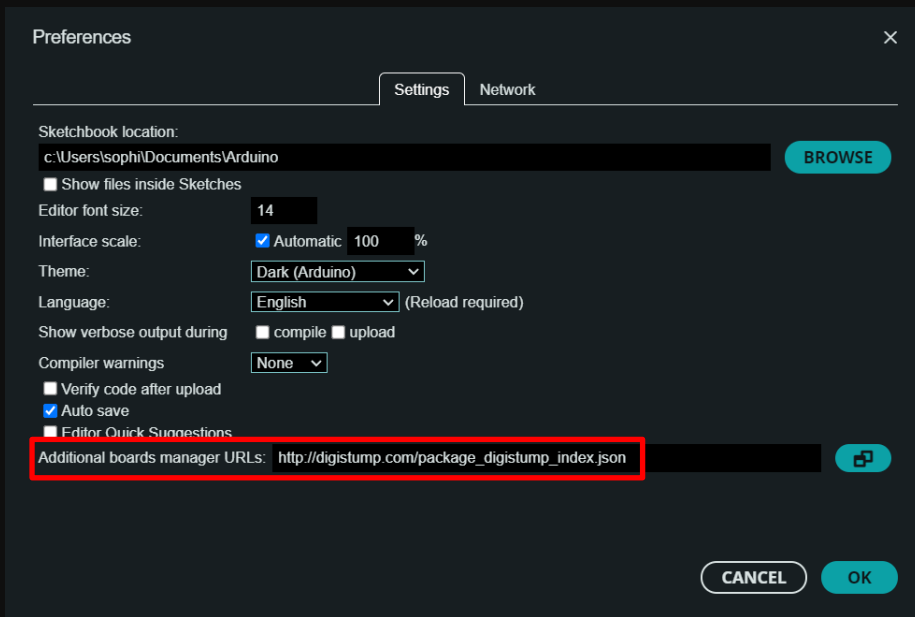 Preferences
Settings Network
Sketchbook location:
c:\Users\sophi\Documents\Arduino BROWSE
Show files inside Sketches
Editor font size: 14
Interface scale: Automatic 100 %
Theme: Dark (Arduino)
Language: English (Reload required)
Show verbose output during compile upload
Compiler warnings None
Verify code after upload
Auto save
Editor Quick Suggestions
Additional boards manager URLs: http://digistump.com/package_digistump_index.json
CANCEL OK